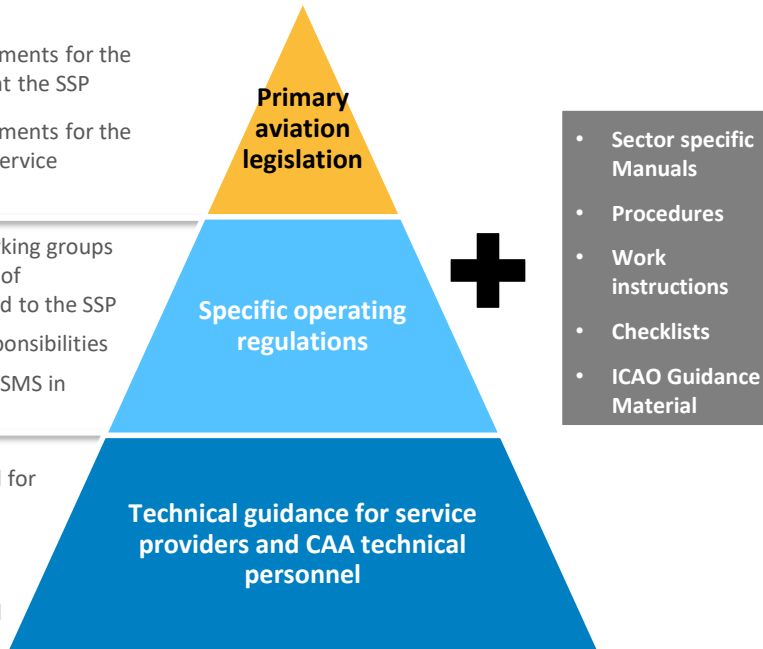 ments for the
t the SSP
ments for the
ervice
rking groups
of
d to the SSP
ponsibilities
SMS in
d for
Primary
aviation
legislation
Specific operating
regulations
Technical guidance for service
providers and CAA technical
personnel
• Sector specific
Manuals
• Procedures
• Work
instructions
• Checklists
• ICAO Guidance
Material